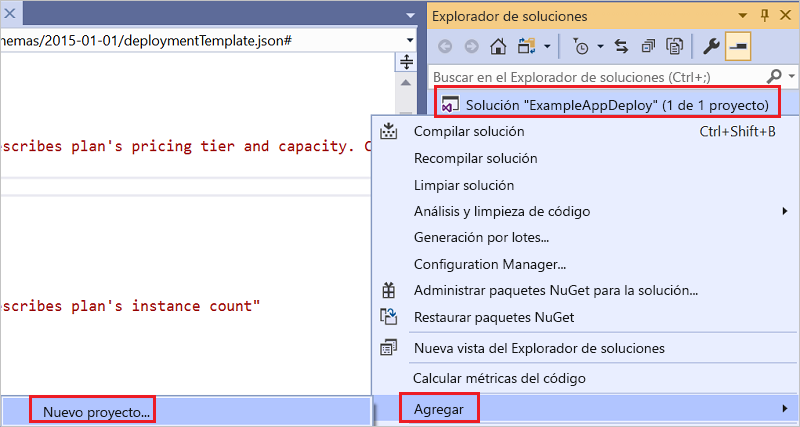 Explorador de soluciones
nemas/2015-01-01/deploymentTemplate.json#
Buscar en el Explorador de soluciones (Ctrl+;)
Solución "ExampleAppDeploy" (1 de 1 proyecto)
Compilar solución Ctrl+Shift+B
escribes plan's pricing tier and capacity. C
Recompilar solución
Limpiar solución
Análisis y limpieza de código
Generación por lotes...
Configuration Manager...
Administrar paquetes NuGet para la solución...
escribes plan's instance count"
Restaurar paquetes NuGet
Nueva vista del Explorador de soluciones
Calcular métricas del código
Agregar
Nuevo proyecto...